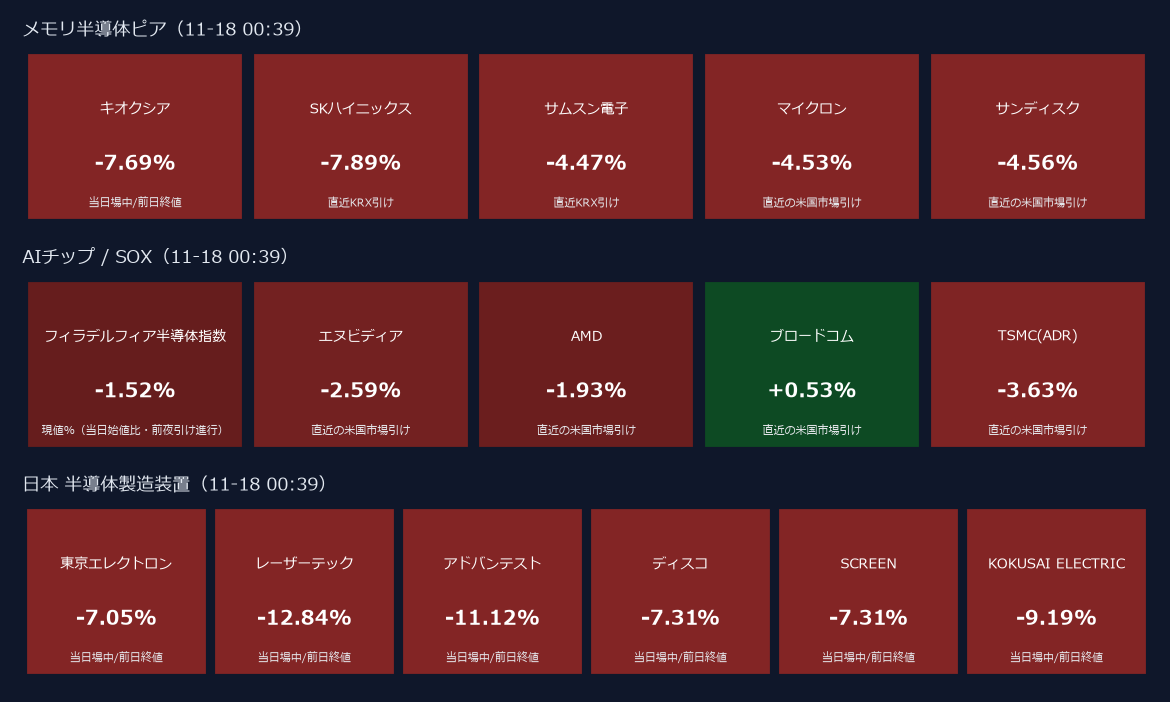 メモリ半導体ピア（11-18 00:39）
キオクシア
-7.69%
当日場中/前日終値
SKハイニックス
-7.89%
直近KRX引け
サムスン電子
-4.47%
直近KRX引け
マイクロン
-4.53%
直近の米国市場引け
サンディスク
-4.56%
直近の米国市場引け
AIチップ / SOX（11-18 00:39）
フィラデルフィア半導体指数
-1.52%
現値%（当日始値比・前夜引け進行）
エヌビディア
-2.59%
直近の米国市場引け
AMD
-1.93%
直近の米国市場引け
ブロードコム
+0.53%
直近の米国市場引け
TSMC(ADR)
-3.63%
直近の米国市場引け
日本 半導体製造装置（11-18 00:39）
東京エレクトロン
-7.05%
当日場中/前日終値
レーザーテック
-12.84%
当日場中/前日終値
アドバンテスト
-11.12%
当日場中/前日終値
ディスコ
-7.31%
当日場中/前日終値
SCREEN
-7.31%
当日場中/前日終値
KOKUSAI ELECTRIC
-9.19%
当日場中/前日終値